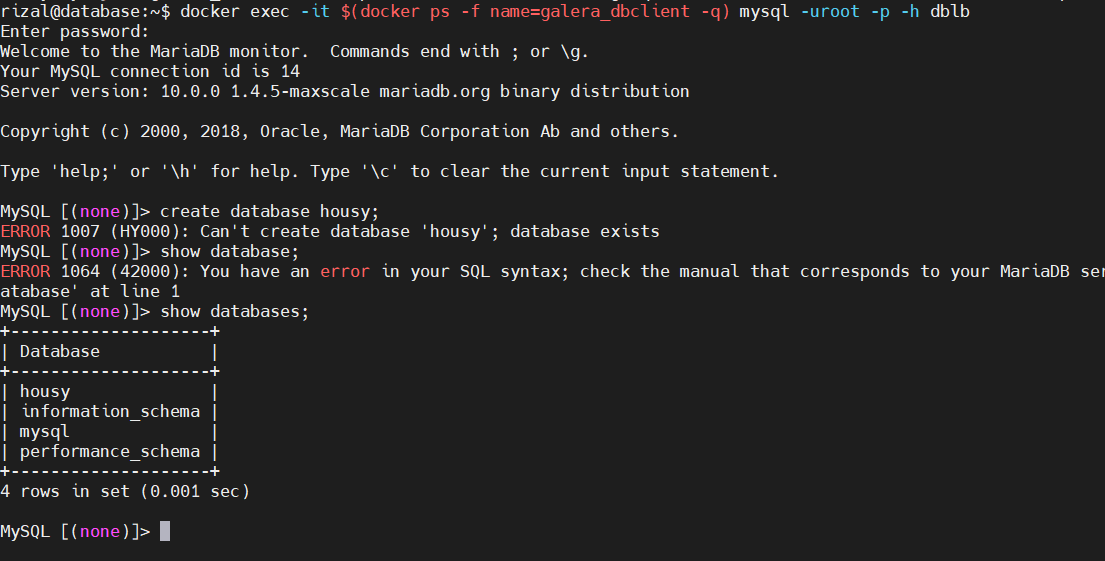 rizal@database:~$ docker exec -it $(docker ps -f name=galera_dbclient -q) mysql -uroot -p -h dblb
Enter password:
Welcome to the MariaDB monitor.  Commands end with ; or \g.
Your MySQL connection id is 14
Server version: 10.0.0 1.4.5-maxscale mariadb.org binary distribution
Copyright (c) 2000, 2018, Oracle, MariaDB Corporation Ab and others.
Type 'help;' or '\h' for help. Type '\c' to clear the current input statement.
MySQL [(none)]> create database housy;
ERROR 1007 (HY000): Can't create database 'housy'; database exists
MySQL [(none)]> show database;
ERROR 1064 (42000): You have an error in your SQL syntax; check the manual that corresponds to your MariaDB ser
atabase' at line 1
MySQL [(none)]> show databases;
+--------------------+
| Database           |
+--------------------+
| housy              |
| information_schema |
| mysql              |
| performance_schema |
+--------------------+
4 rows in set (0.001 sec)
MySQL [(none)]>